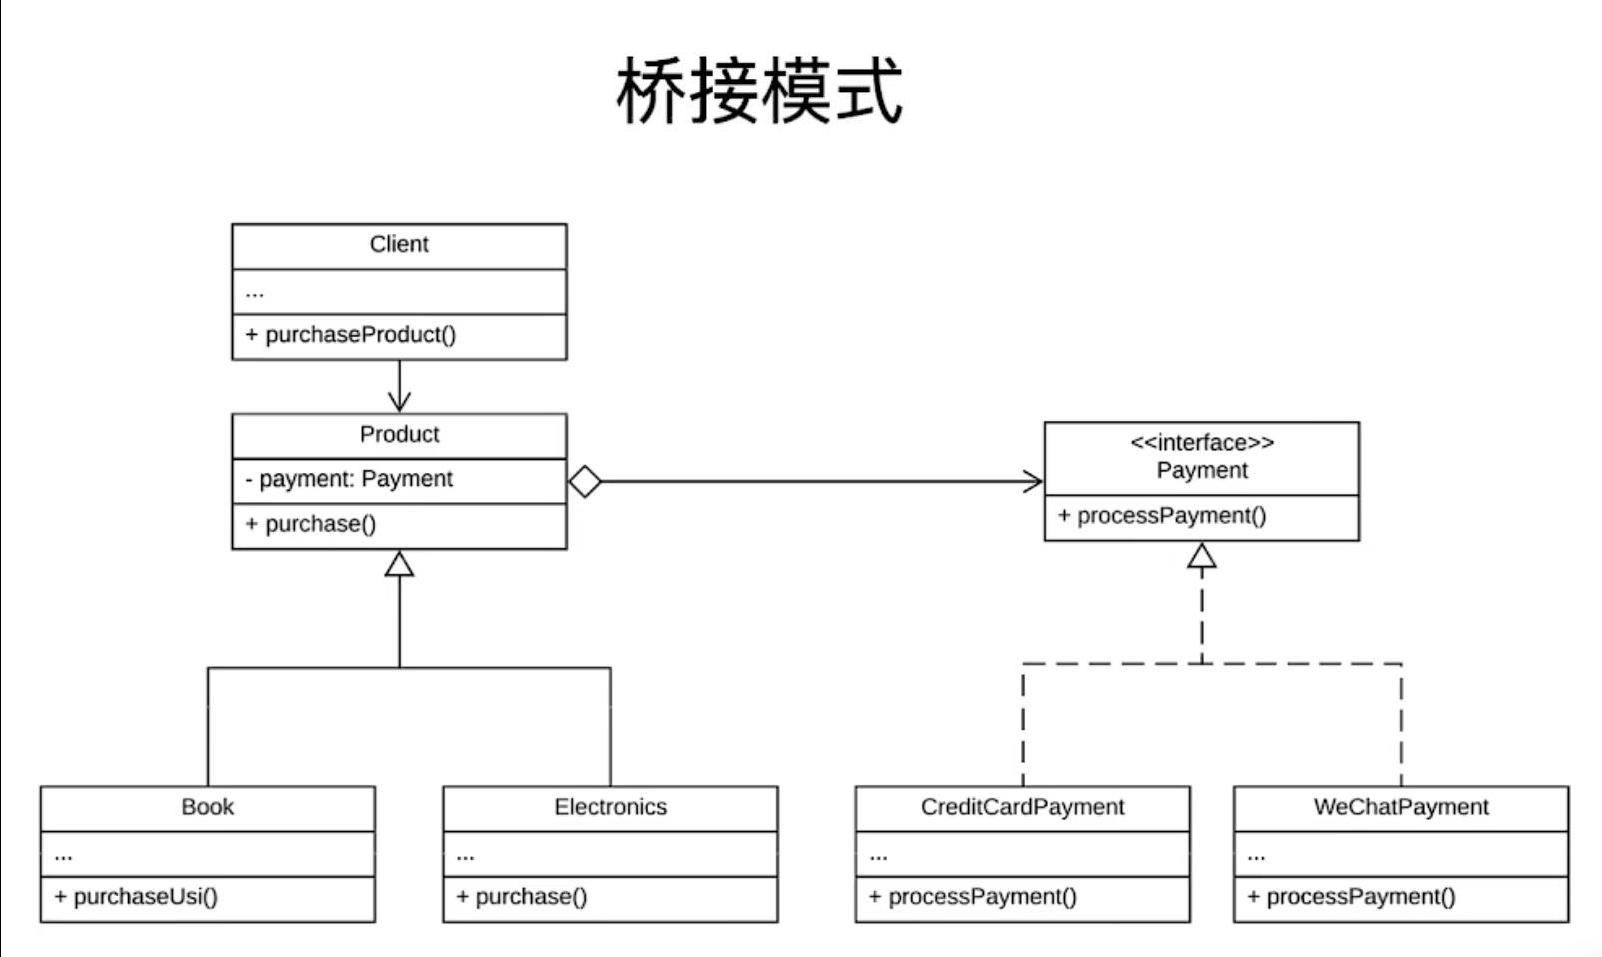 桥接模式
Client
...
+ purchaseProduct()
Product
- payment: Payment
+ purchase()
<<interface>>
Payment
+ processPayment()
Book
...
+ purchaseUsi()
Electronics
...
+ purchase()
CreditCardPayment
...
+ processPayment()
WeChatPayment
...
+ processPayment()